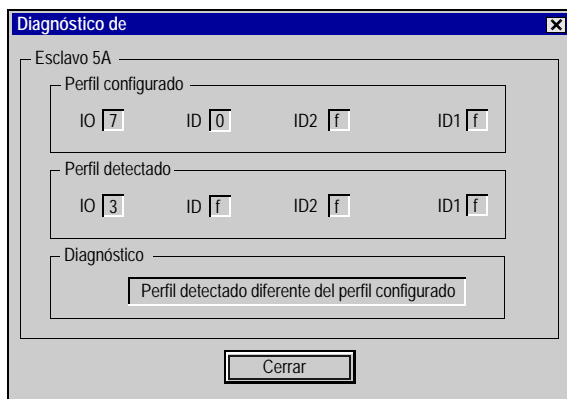 Diagnóstico de
Esclavo 5A
Perfil configurado
IO 7 ID 0 ID2 f ID1 f
Perfil detectado
IO 3 ID f ID2 f ID1 f
Diagnóstico
Perfil detectado diferente del perfil configurado
Cerrar